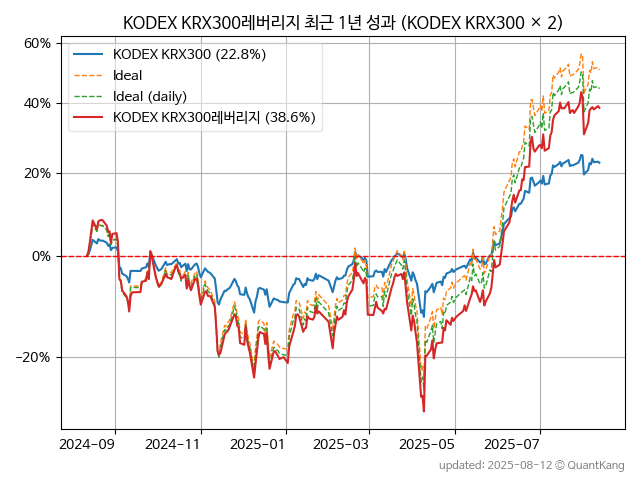 KODEX KRX300레버리지 최근 1년 성과 (KODEX KRX300 × 2)
60%
40%
20%
0%
−20%
KODEX KRX300 (22.8%)
Ideal
Ideal (daily)
KODEX KRX300레버리지 (38.6%)
2024-09
2024-11
2025-01
2025-03
2025-05
2025-07
updated: 2025-08-12 © QuantKang